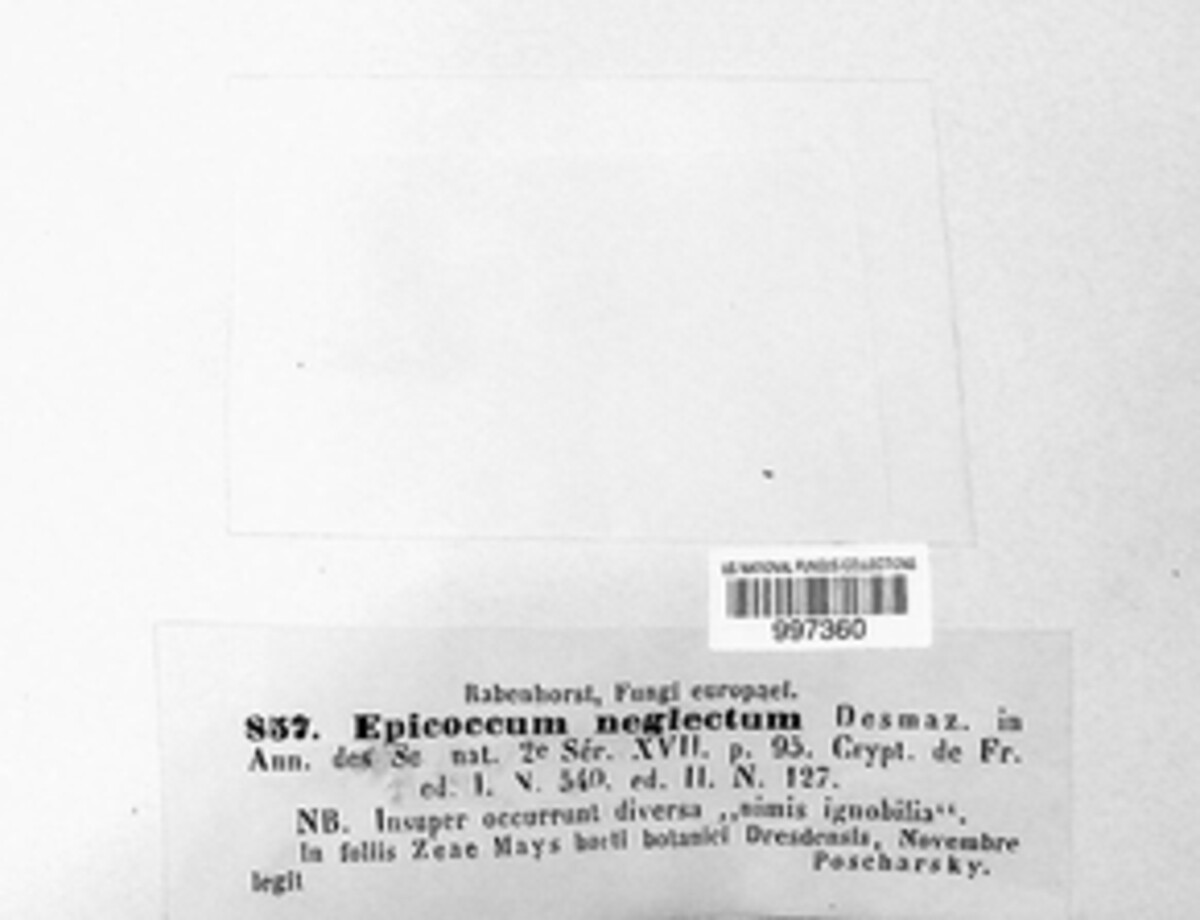 US NATIONAL FUNGUS COLLECTIONS
997360
Rabenhorst, Fungi europaei.
857. Epicoccum neglectum Desmaz. in
Ann. des Sc nat. 2e Sér. XVII. p. 95. Crypt. de Fr.
ed. I. N. 540. ed. II. N. 127.
NB. Insuper occurrunt diversa „nimis ignobilia“.
In foliis Zeae Mays horti botanici Dresdensis, Novembre
legit Poscharsky.